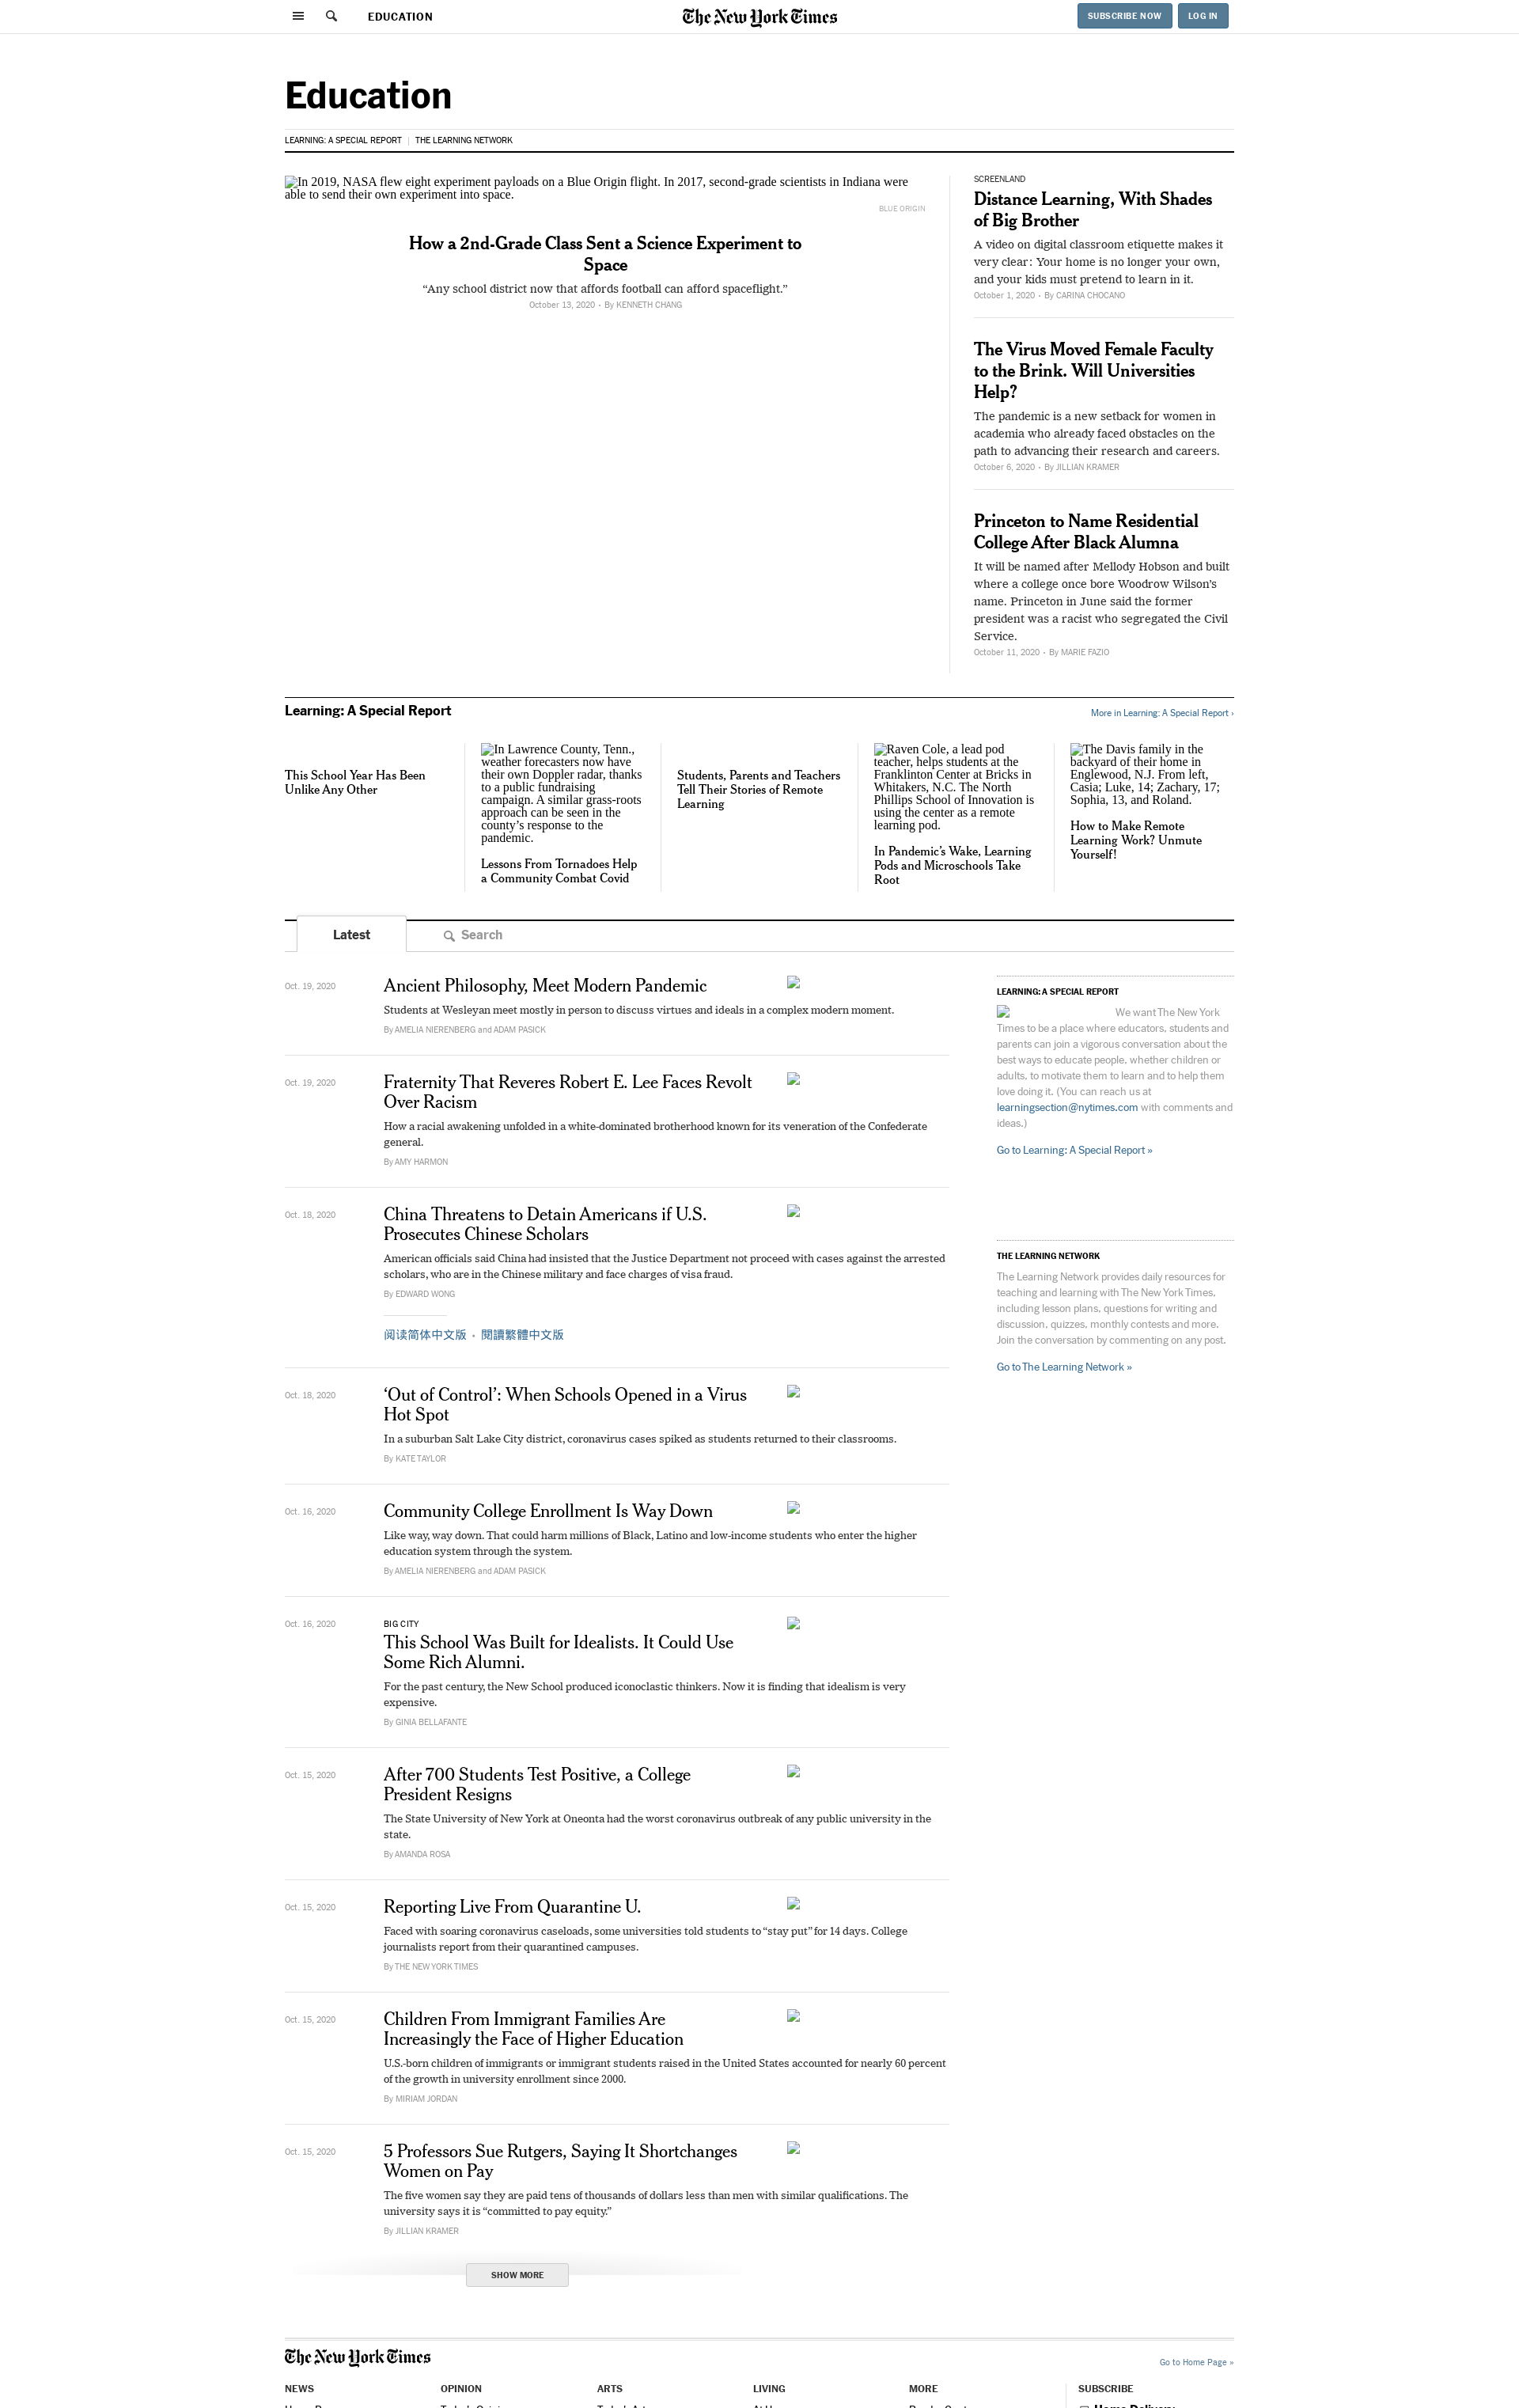 EDUCATION
The New York Times
SUBSCRIBE NOW
LOG IN
Education
LEARNING: A SPECIAL REPORT | THE LEARNING NETWORK
In 2019, NASA flew eight experiment payloads on a Blue Origin flight. In 2017, second-grade scientists in Indiana were
able to send their own experiment into space.
BLUE ORIGIN
How a 2nd-Grade Class Sent a Science Experiment to
Space
“Any school district now that affords football can afford spaceflight.”
October 13, 2020 • By KENNETH CHANG
SCREENLAND
Distance Learning, With Shades
of Big Brother
A video on digital classroom etiquette makes it
very clear: Your home is no longer your own,
and your kids must pretend to learn in it.
October 1, 2020 • By CARINA CHOCANO
The Virus Moved Female Faculty
to the Brink. Will Universities
Help?
The pandemic is a new setback for women in
academia who already faced obstacles on the
path to advancing their research and careers.
October 6, 2020 • By JILLIAN KRAMER
Princeton to Name Residential
College After Black Alumna
It will be named after Mellody Hobson and built
where a college once bore Woodrow Wilson’s
name. Princeton in June said the former
president was a racist who segregated the Civil
Service.
October 11, 2020 • By MARIE FAZIO
Learning: A Special Report
More in Learning: A Special Report ›
This School Year Has Been
Unlike Any Other
In Lawrence County, Tenn.,
weather forecasters now have
their own Doppler radar, thanks
to a public fundraising
campaign. A similar grass-roots
approach can be seen in the
county’s response to the
pandemic.
Lessons From Tornadoes Help
a Community Combat Covid
Students, Parents and Teachers
Tell Their Stories of Remote
Learning
Raven Cole, a lead pod
teacher, helps students at the
Franklinton Center at Bricks in
Whitakers, N.C. The North
Phillips School of Innovation is
using the center as a remote
learning pod.
In Pandemic’s Wake, Learning
Pods and Microschools Take
Root
The Davis family in the
backyard of their home in
Englewood, N.J. From left,
Casia; Luke, 14; Zachary, 17;
Sophia, 13, and Roland.
How to Make Remote
Learning Work? Unmute
Yourself!
Latest
Search
Oct. 19, 2020
Ancient Philosophy, Meet Modern Pandemic
Students at Wesleyan meet mostly in person to discuss virtues and ideals in a complex modern moment.
By AMELIA NIERENBERG and ADAM PASICK
Oct. 19, 2020
Fraternity That Reveres Robert E. Lee Faces Revolt
Over Racism
How a racial awakening unfolded in a white-dominated brotherhood known for its veneration of the Confederate
general.
By AMY HARMON
Oct. 18, 2020
China Threatens to Detain Americans if U.S.
Prosecutes Chinese Scholars
American officials said China had insisted that the Justice Department not proceed with cases against the arrested
scholars, who are in the Chinese military and face charges of visa fraud.
By EDWARD WONG
阅读简体中文版 • 閱讀繁體中文版
Oct. 18, 2020
‘Out of Control’: When Schools Opened in a Virus
Hot Spot
In a suburban Salt Lake City district, coronavirus cases spiked as students returned to their classrooms.
By KATE TAYLOR
Oct. 16, 2020
Community College Enrollment Is Way Down
Like way, way down. That could harm millions of Black, Latino and low-income students who enter the higher
education system through the system.
By AMELIA NIERENBERG and ADAM PASICK
Oct. 16, 2020
BIG CITY
This School Was Built for Idealists. It Could Use
Some Rich Alumni.
For the past century, the New School produced iconoclastic thinkers. Now it is finding that idealism is very
expensive.
By GINIA BELLAFANTE
Oct. 15, 2020
After 700 Students Test Positive, a College
President Resigns
The State University of New York at Oneonta had the worst coronavirus outbreak of any public university in the
state.
By AMANDA ROSA
Oct. 15, 2020
Reporting Live From Quarantine U.
Faced with soaring coronavirus caseloads, some universities told students to “stay put” for 14 days. College
journalists report from their quarantined campuses.
By THE NEW YORK TIMES
Oct. 15, 2020
Children From Immigrant Families Are
Increasingly the Face of Higher Education
U.S.-born children of immigrants or immigrant students raised in the United States accounted for nearly 60 percent
of the growth in university enrollment since 2000.
By MIRIAM JORDAN
Oct. 15, 2020
5 Professors Sue Rutgers, Saying It Shortchanges
Women on Pay
The five women say they are paid tens of thousands of dollars less than men with similar qualifications. The
university says it is “committed to pay equity.”
By JILLIAN KRAMER
SHOW MORE
LEARNING: A SPECIAL REPORT
We want The New York
Times to be a place where educators, students and
parents can join a vigorous conversation about the
best ways to educate people, whether children or
adults, to motivate them to learn and to help them
love doing it. (You can reach us at
learningsection@nytimes.com with comments and
ideas.)
Go to Learning: A Special Report »
THE LEARNING NETWORK
The Learning Network provides daily resources for
teaching and learning with The New York Times,
including lesson plans, questions for writing and
discussion, quizzes, monthly contests and more.
Join the conversation by commenting on any post.
Go to The Learning Network »
The New York Times
Go to Home Page »
NEWS
OPINION
ARTS
LIVING
MORE
SUBSCRIBE